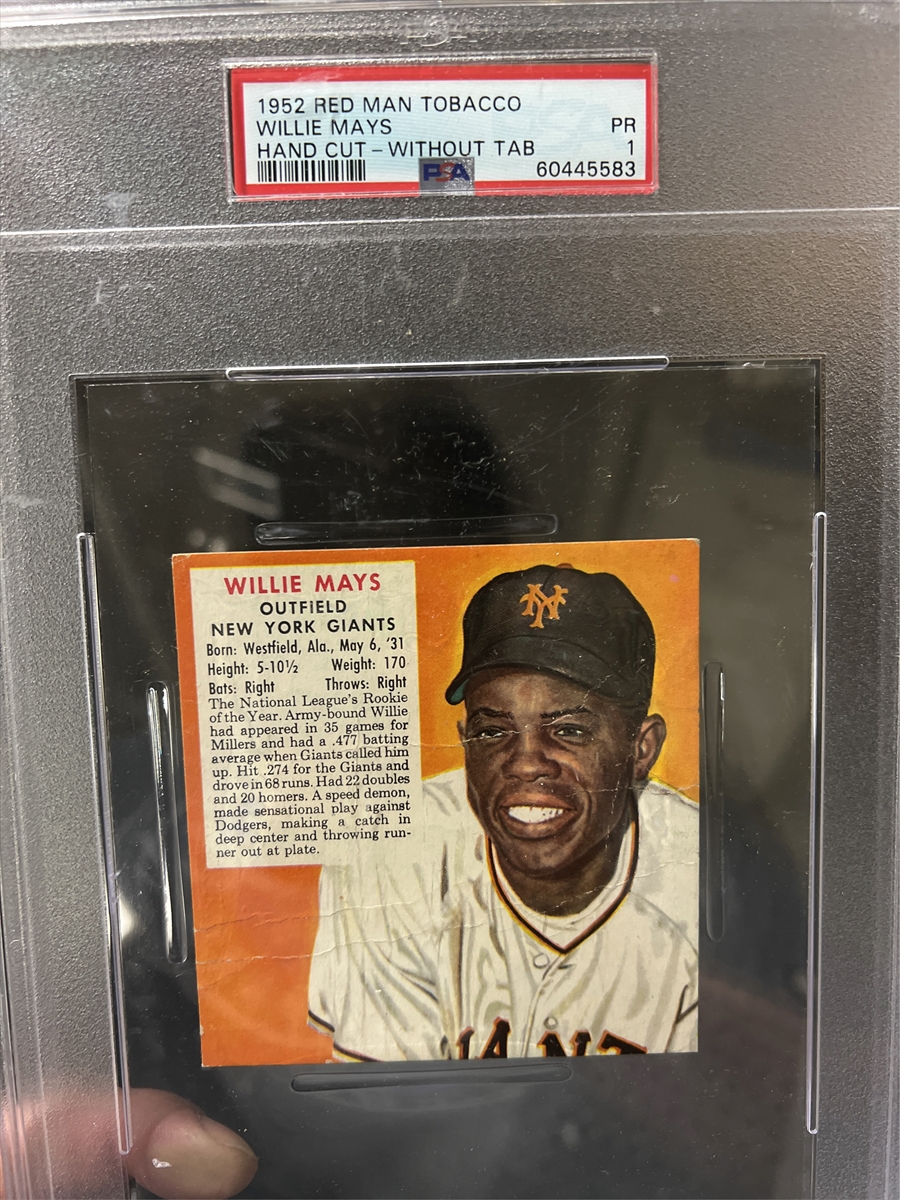 1952 RED MAN TOBACCO
WILLIE MAYS PR
HAND CUT – WITHOUT TAB 1
PSA 60445583
WILLIE MAYS
OUTFIELD
NEW YORK GIANTS
Born: Westfield, Ala., May 6, '31
Height: 5-10½ Weight: 170
Bats: Right Throws: Right
The National League's Rookie
of the Year. Army-bound Willie
had appeared in 35 games for
Millers and had a .477 batting
average when Giants called him
up. Hit .274 for the Giants and
drove in 68 runs. Had 22 doubles
and 20 homers. A speed demon,
made sensational play against
Dodgers, making a catch in
deep center and throwing run-
ner out at plate.
NY
IANT